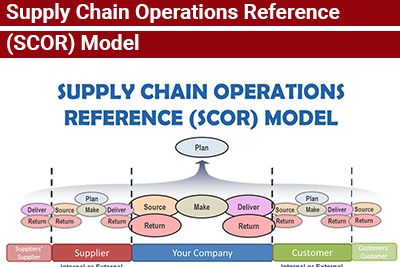 Supply Chain Operations Reference
(SCOR) Model
SUPPLY CHAIN OPERATIONS
REFERENCE (SCOR) MODEL
Plan
Plan
Plan
Deliver Source Make Deliver Source Make Deliver Source Make Deliver Source
Return Return Return Return Return Return Return Return
Suppliers' Supplier Your Company Customer Customers'
Supplier Customer
Internal or External Internal or External